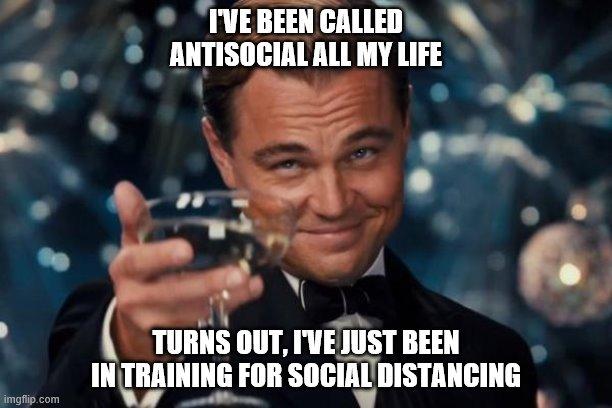 I'VE BEEN CALLED
ANTISOCIAL ALL MY LIFE
TURNS OUT, I'VE JUST BEEN
IN TRAINING FOR SOCIAL DISTANCING
imgflip.com